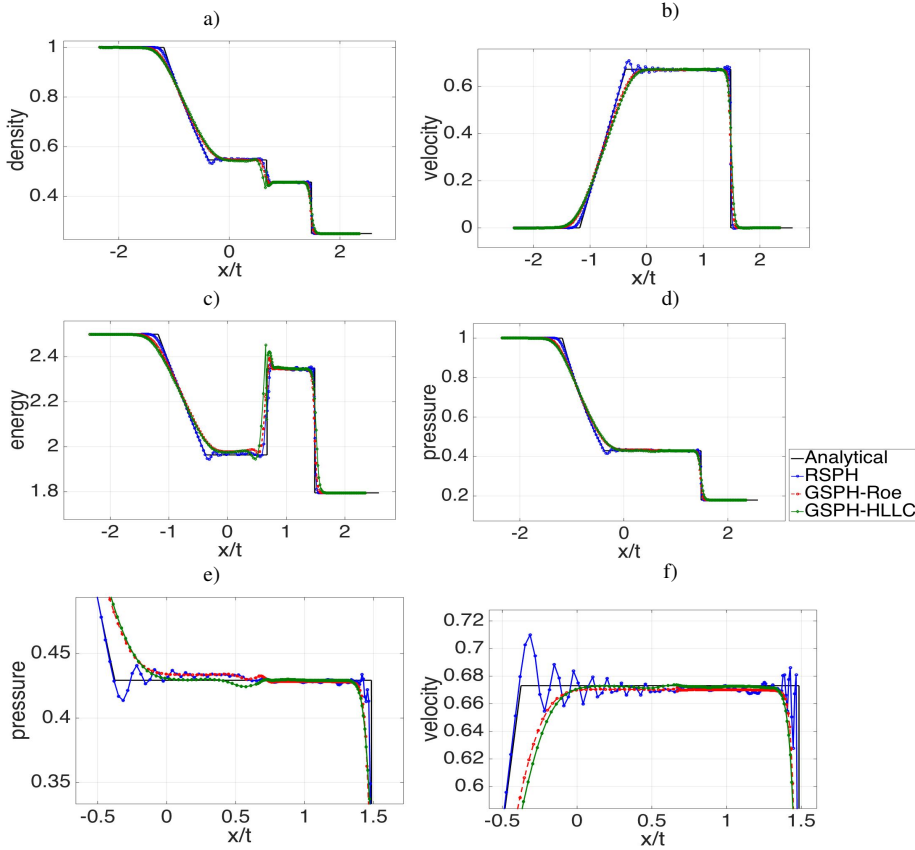 a)
1
0.8
0.6
0.4
density
-2
0
2
x/t
b)
0.6
0.4
0.2
0
velocity
-2
-1
0
1
2
x/t
c)
2.4
2.2
2
1.8
energy
-2
-1
0
1
2
x/t
d)
1
0.8
0.6
0.4
0.2
pressure
-2
0
2
x/t
Analytical
RSPH
GSPH-Roe
GSPH-HLLC
e)
0.45
0.4
0.35
pressure
-0.5
0
0.5
1
1.5
x/t
f)
0.72
0.7
0.68
0.66
0.64
0.62
0.6
velocity
-0.5
0
0.5
1
1.5
x/t